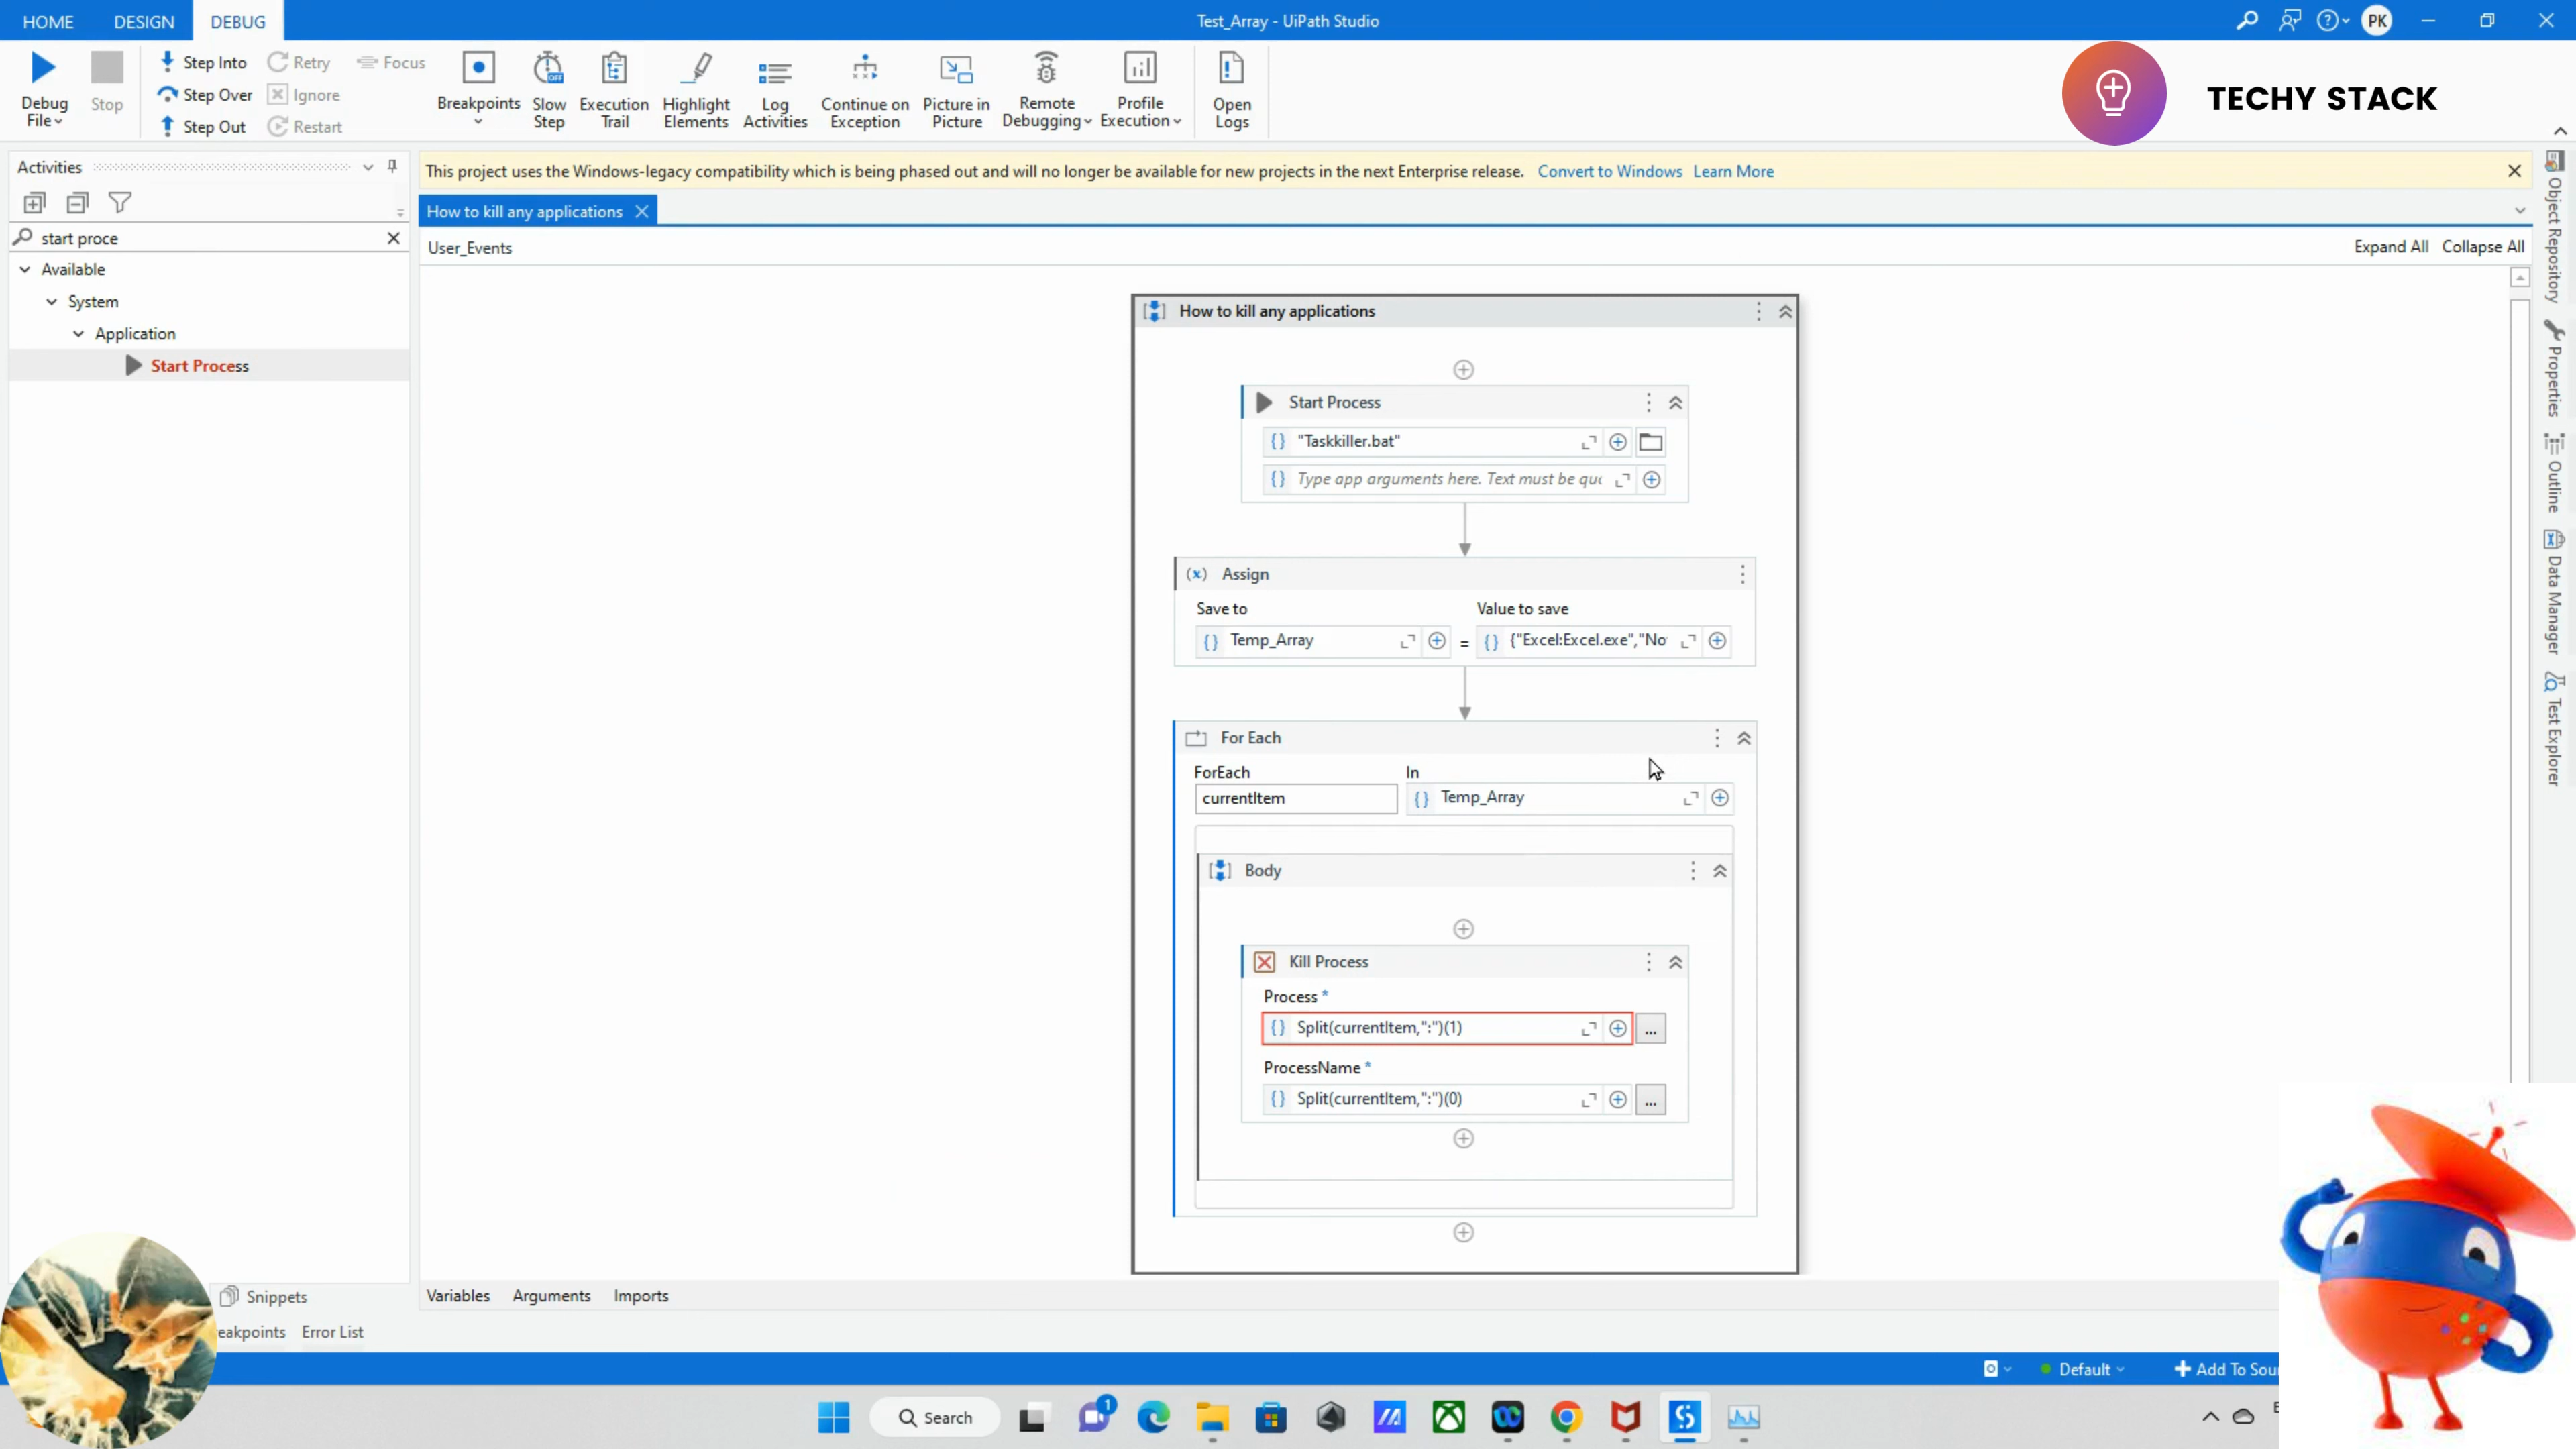 HOME DESIGN DEBUG Test_Array - UiPath Studio PK
Debug File Stop
Step Into Retry Focus
Step Over Ignore
Step Out Restart
Breakpoints
Slow Step
OFF
Execution Trail
Highlight Elements
Log Activities
Continue on Exception
Picture in Picture
Remote Debugging
Profile Execution
Open Logs
TECHY STACK
Activities
This project uses the Windows-legacy compatibility which is being phased out and will no longer be available for new projects in the next Enterprise release. Convert to Windows Learn More
How to kill any applications
start proce
User_Events Expand All Collapse All
Available
System
Application
Start Process
How to kill any applications
Start Process
"Taskkiller.bat"
Type app arguments here. Text must be quo
Assign
Save to Value to save
Temp_Array = {"Excel:Excel.exe","No
For Each
ForEach In
currentItem Temp_Array
Body
Kill Process
Process *
Split(currentItem,":")(1) ...
ProcessName *
Split(currentItem,":")(0) ...
Object Repository
Properties
Outline
Data Manager
Test Explorer
Snippets
Variables Arguments Imports
eakpoints Error List
Default Add To Sou
Search
1